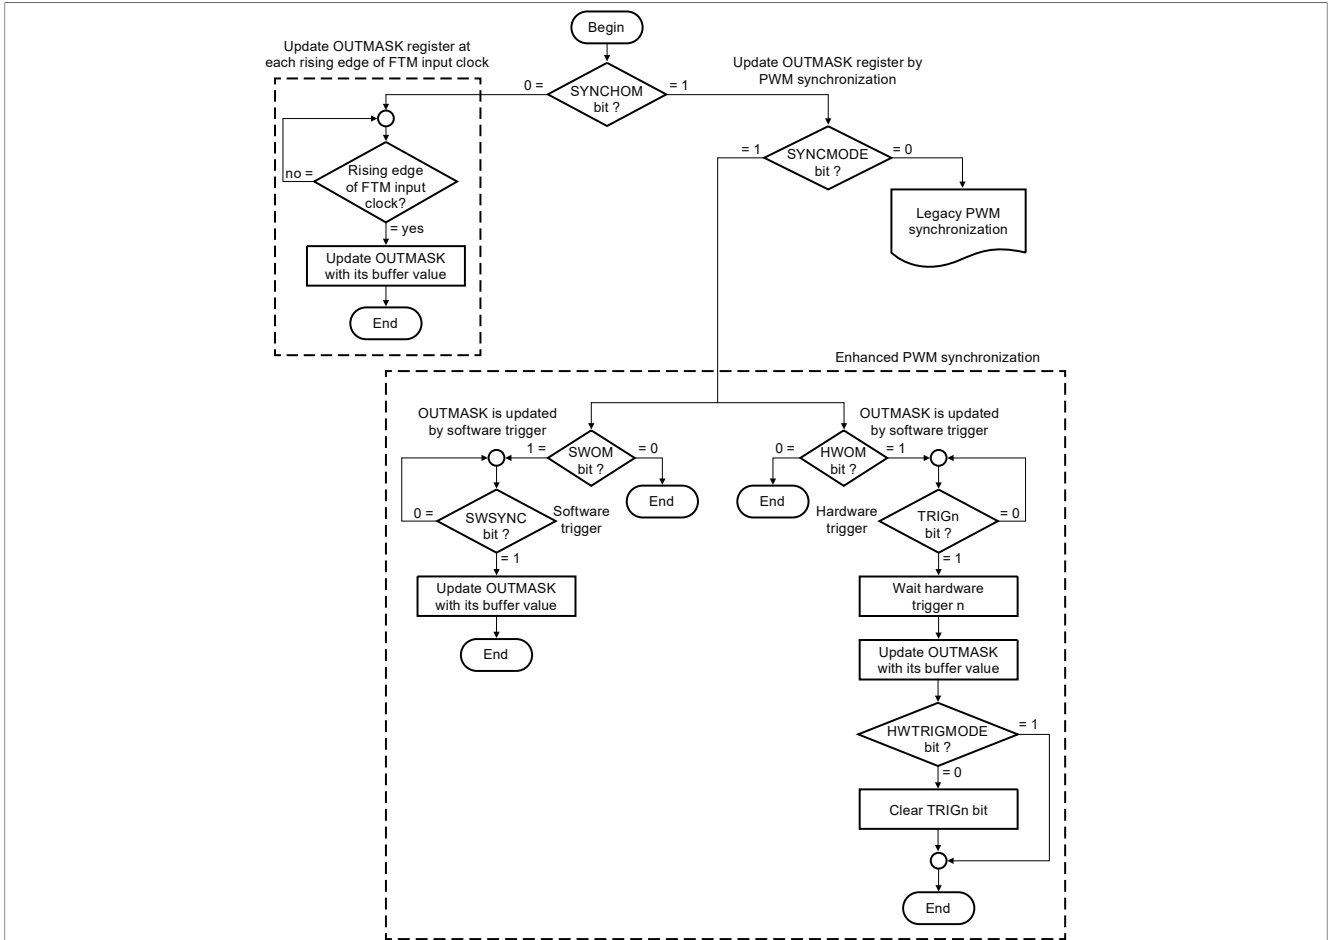 Begin
Update OUTMASK register at
each rising edge of FTM input clock
Update OUTMASK register by
PWM synchronization
0 =
SYNCHOM
bit ?
= 1
= 1
SYNCMODE
bit ?
= 0
no =
Rising edge
of FTM input
clock?
= yes
Legacy PWM
synchronization
Update OUTMASK
with its buffer value
End
Enhanced PWM synchronization
OUTMASK is updated
by software trigger
OUTMASK is updated
by software trigger
1 =
SWOM
bit ?
= 0
0 =
HWOM
bit ?
= 1
End
End
0 =
SWSYNC
bit ?
Software
trigger
Hardware
trigger
TRIGn
bit ?
= 0
= 1
= 1
Update OUTMASK
with its buffer value
Wait hardware
trigger n
End
Update OUTMASK
with its buffer value
HWTRIGMODE
bit ?
= 1
= 0
Clear TRIGn bit
End